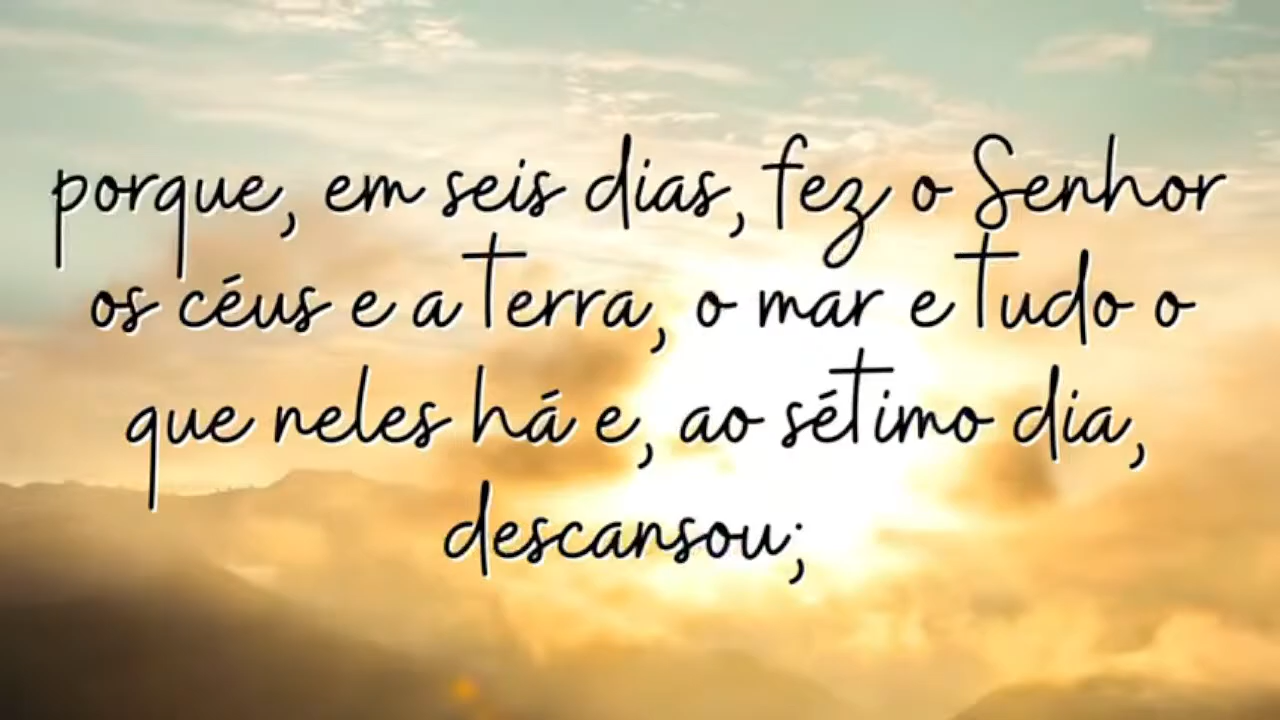 porque, em seis dias, fez o Senhor
os céus e a terra, o mar e tudo o
que neles há e, ao sétimo dia,
descansou;